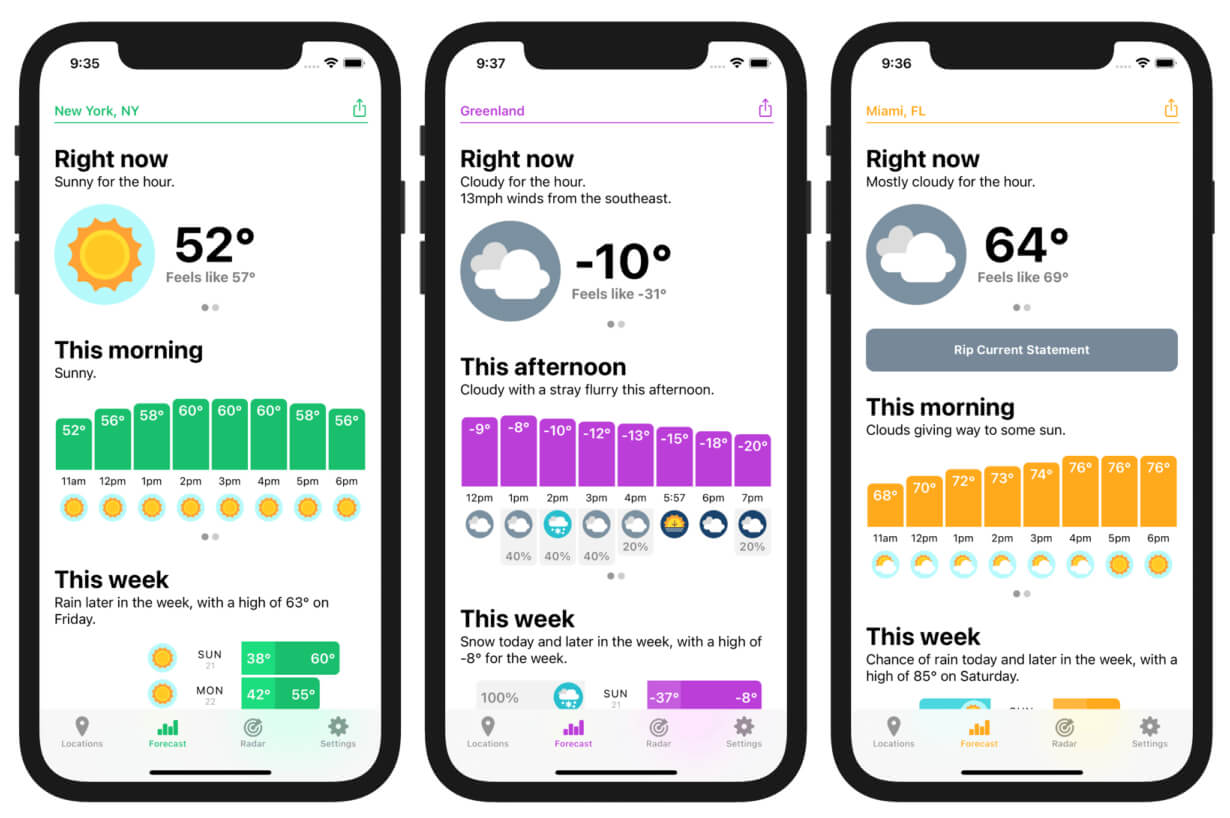 9:35
New York, NY
Right now
Sunny for the hour.
52°
Feels like 57°
This morning
Sunny.
52° 56° 58° 60° 60° 60° 58° 56°
11am 12pm 1pm 2pm 3pm 4pm 5pm 6pm
This week
Rain later in the week, with a high of 63° on
Friday.
SUN 38° 60°
21
MON 42° 55°
22
Locations Forecast Radar Settings
9:37
Greenland
Right now
Cloudy for the hour.
13mph winds from the southeast.
-10°
Feels like -31°
This afternoon
Cloudy with a stray flurry this afternoon.
-9° -8° -10° -12° -13° -15° -18° -20°
12pm 1pm 2pm 3pm 4pm 5:57 6pm 7pm
40% 40% 40% 20% 20%
This week
Snow today and later in the week, with a high of
-8° for the week.
100% SUN -37° -8°
21
Locations Forecast Radar Settings
9:36
Miami, FL
Right now
Mostly cloudy for the hour.
64°
Feels like 69°
Rip Current Statement
This morning
Clouds giving way to some sun.
68° 70° 72° 73° 74° 76° 76° 76°
11am 12pm 1pm 2pm 3pm 4pm 5pm 6pm
This week
Chance of rain today and later in the week, with a
high of 85° on Saturday.
Locations Forecast Radar Settings